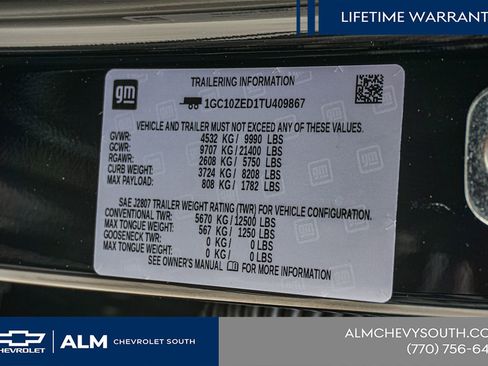 LIFETIME WARRANT
gm
TRAILERING INFORMATION
1GC10ZED1TU409867
VEHICLE AND TRAILER MUST NOT EXCEED ANY OF THESE VALUES.
GVWR: 4532 KG / 9990 LBS
GCWR: 9707 KG / 21400 LBS
RGAWR: 2608 KG / 5750 LBS
CURB WEIGHT: 3724 KG / 8208 LBS
MAX PAYLOAD: 808 KG / 1782 LBS
SAE J2807 TRAILER WEIGHT RATING (TWR) FOR VEHICLE CONFIGURATION.
CONVENTIONAL TWR: 5670 KG / 12500 LBS
MAX TONGUE WEIGHT: 567 KG / 1250 LBS
GOOSENECK TWR: 0 KG / 0 LBS
MAX TONGUE WEIGHT: 0 KG / 0 LBS
SEE OWNER'S MANUAL FOR MORE INFORMATION
CHEVROLET ALM CHEVROLET SOUTH
ALMCHEVYSOUTH.CO
(770) 756-64